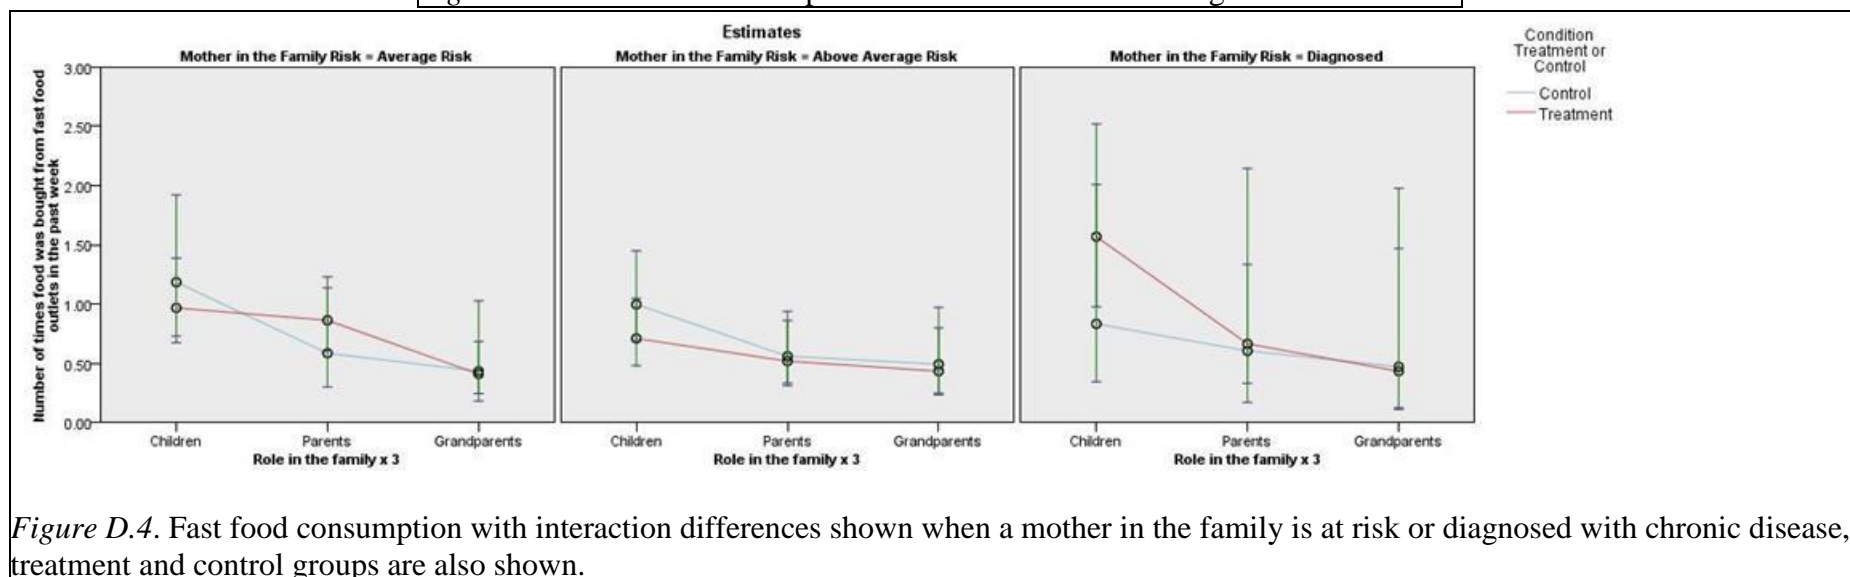 Estimates
Mother in the Family Risk = Average Risk
Mother in the Family Risk = Above Average Risk
Mother in the Family Risk = Diagnosed
Condition
Treatment or
Control
Control
Treatment
Number of times food was bought from fast food
outlets in the past week
3.00
2.50
2.00
1.50
1.00
0.50
0.00
Children Parents Grandparents
Role in the family x 3
Children Parents Grandparents
Role in the family x 3
Children Parents Grandparents
Role in the family x 3
Figure D.4. Fast food consumption with interaction differences shown when a mother in the family is at risk or diagnosed with chronic disease,
treatment and control groups are also shown.